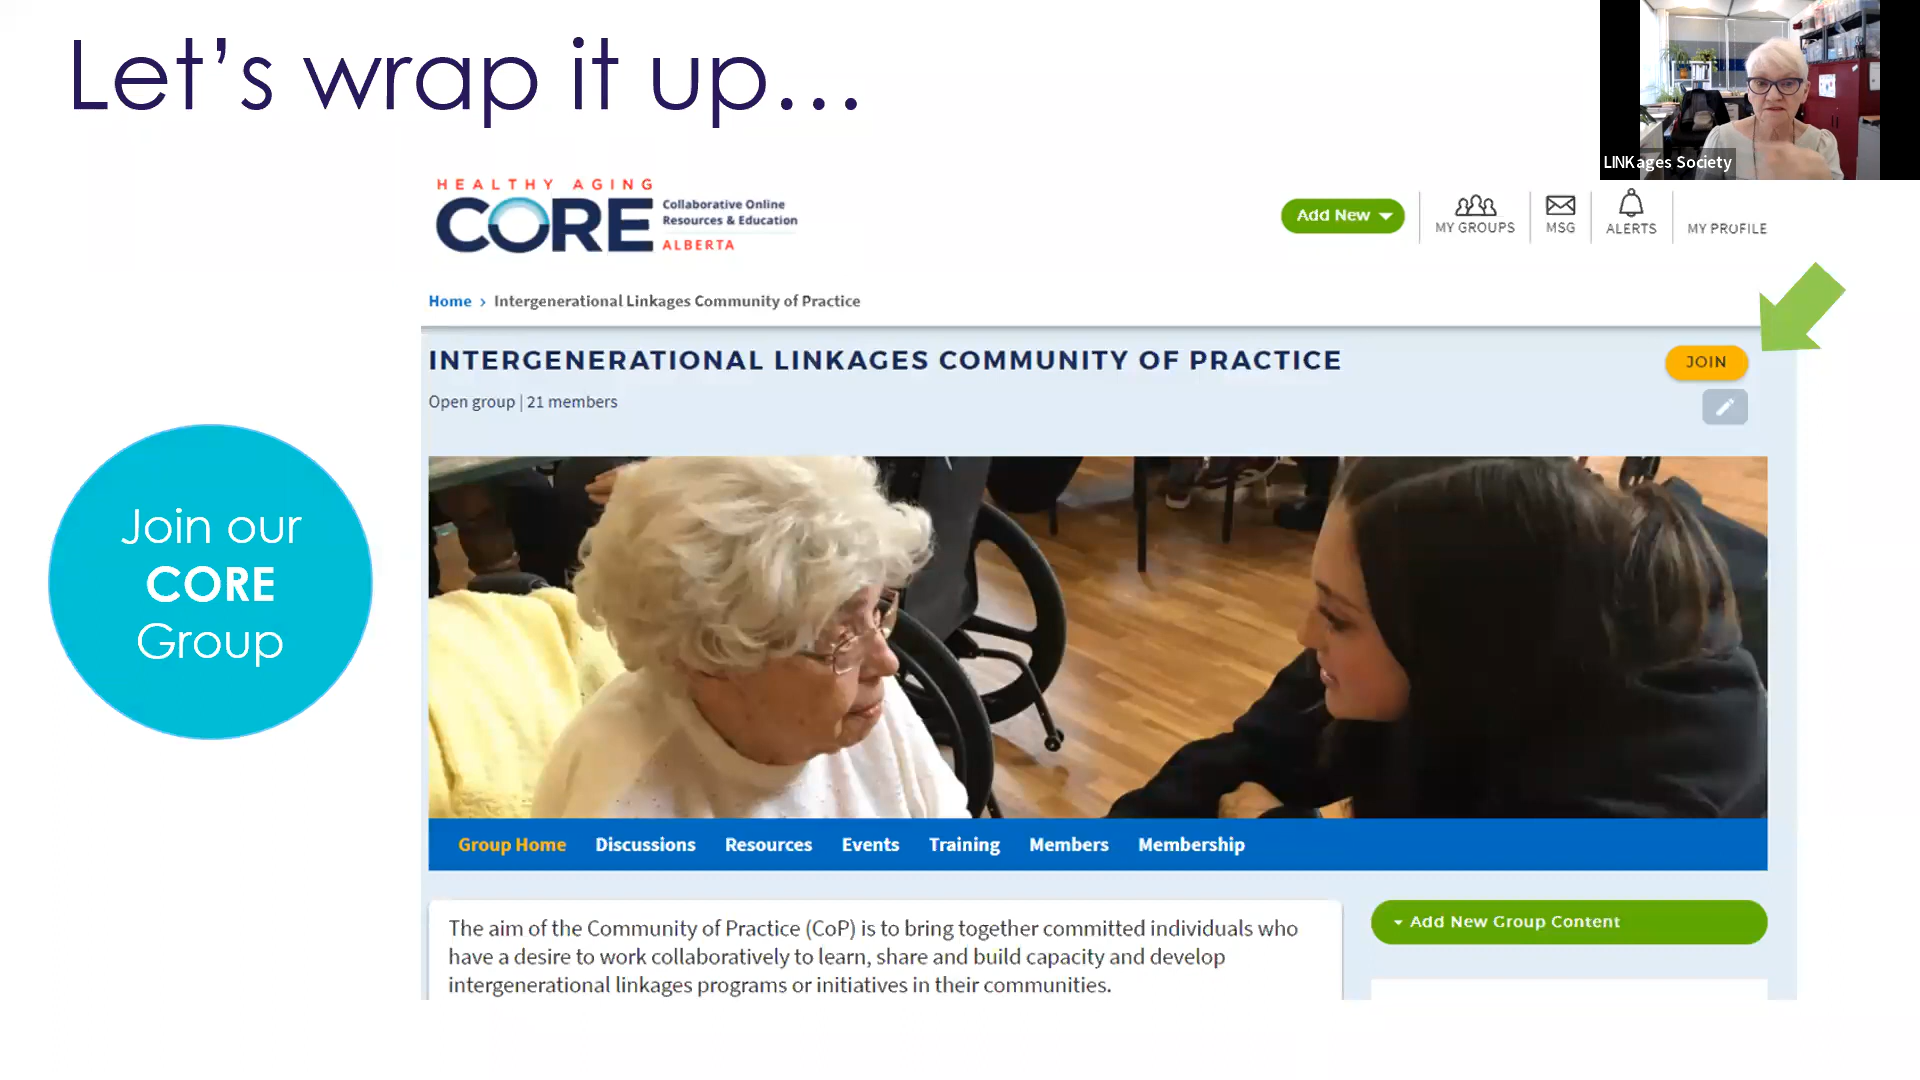 Let's wrap it up...
LINKages Society
HEALTHY AGING
CORE
Collaborative Online
Resources & Education
ALBERTA
Add New
MY GROUPS
MSG
ALERTS
MY PROFILE
Home › Intergenerational Linkages Community of Practice
INTERGENERATIONAL LINKAGES COMMUNITY OF PRACTICE
JOIN
Open group | 21 members
Join our
CORE
Group
Group Home Discussions Resources Events Training Members Membership
The aim of the Community of Practice (CoP) is to bring together committed individuals who
have a desire to work collaboratively to learn, share and build capacity and develop
intergenerational linkages programs or initiatives in their communities.
Add New Group Content